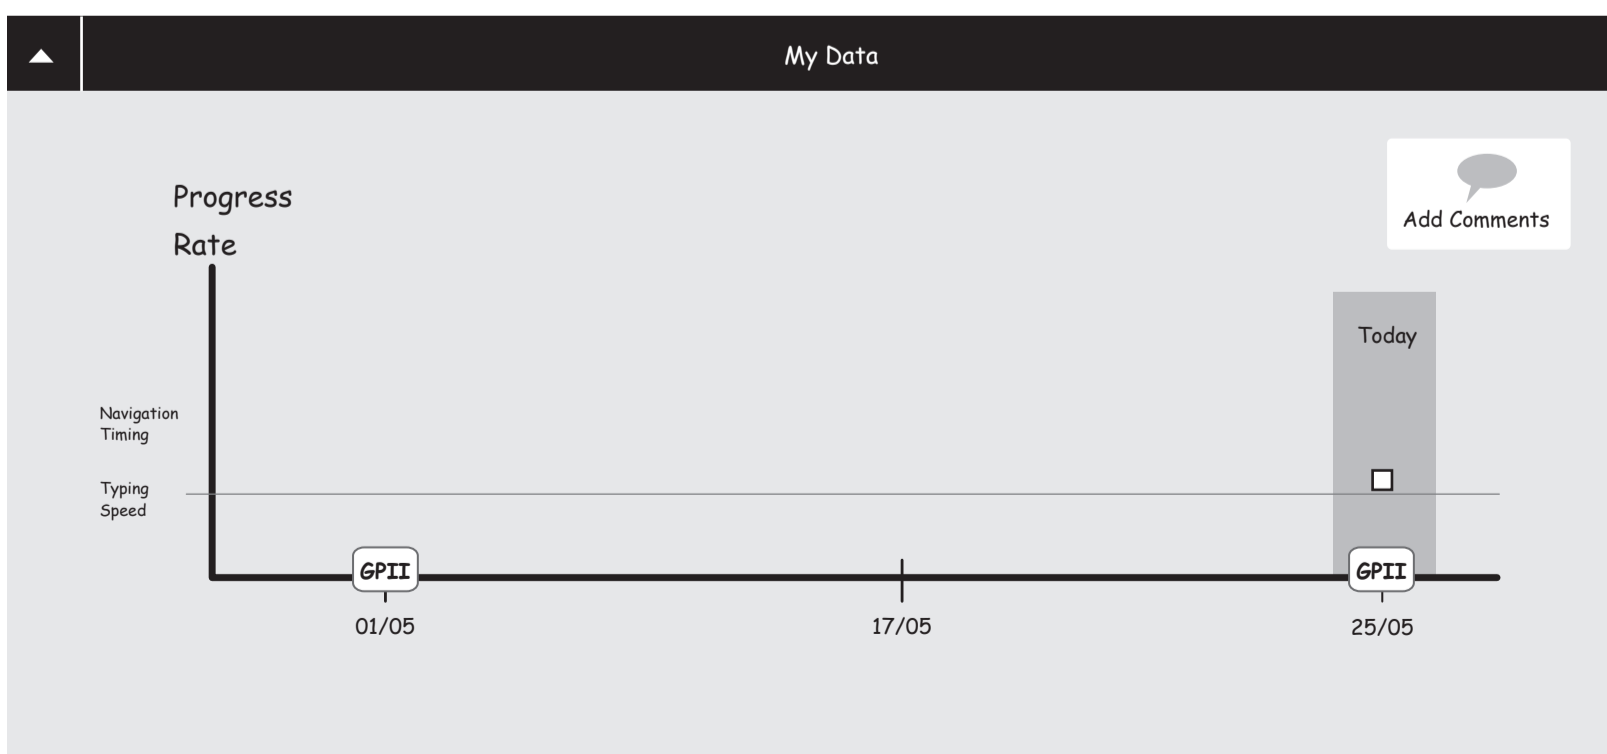 My Data
Add Comments
Progress
Rate
Today
Navigation
Timing
Typing
Speed
GPII
GPII
01/05
17/05
25/05